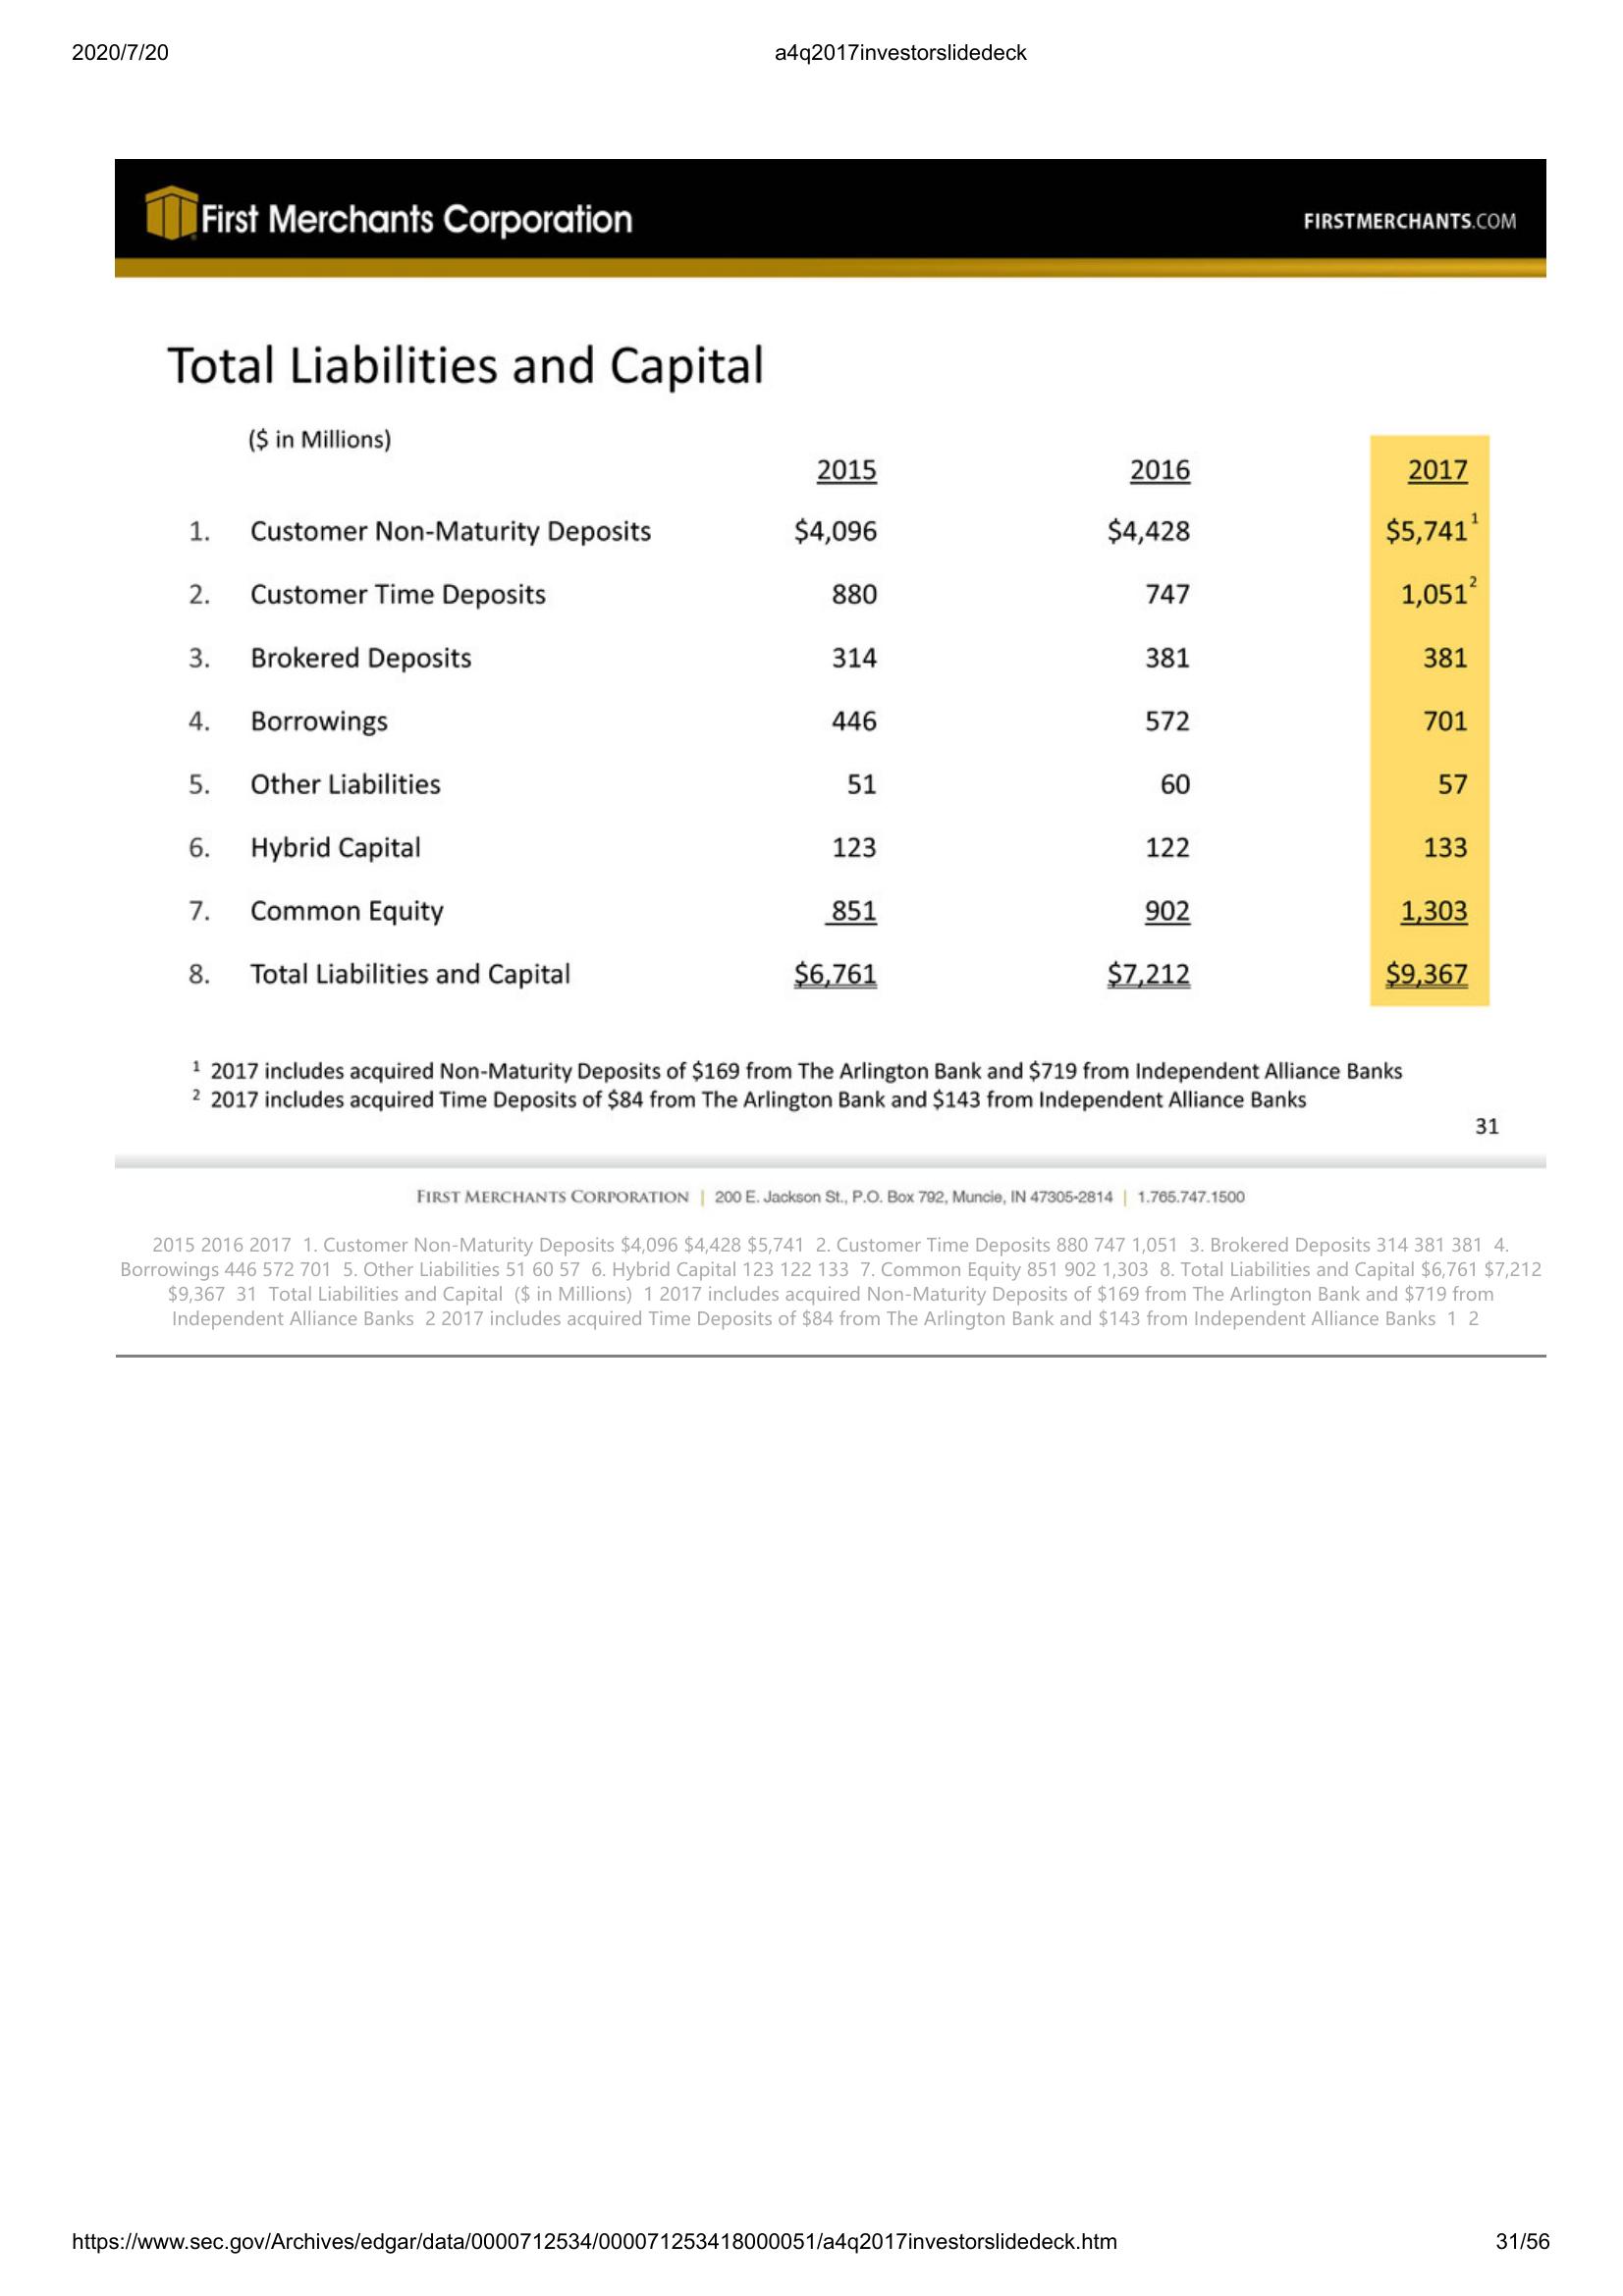 2020/7/20 a4q2017investorslidedeck
First Merchants Corporation FIRSTMERCHANTS.COM
Total Liabilities and Capital
($ in Millions)
2015 2016 2017
1. Customer Non-Maturity Deposits $4,096 $4,428 $5,741 1
2. Customer Time Deposits 880 747 1,051 2
3. Brokered Deposits 314 381 381
4. Borrowings 446 572 701
5. Other Liabilities 51 60 57
6. Hybrid Capital 123 122 133
7. Common Equity 851 902 1,303
8. Total Liabilities and Capital $6,761 $7,212 $9,367
1 2017 includes acquired Non-Maturity Deposits of $169 from The Arlington Bank and $719 from Independent Alliance Banks
2 2017 includes acquired Time Deposits of $84 from The Arlington Bank and $143 from Independent Alliance Banks
31
FIRST MERCHANTS CORPORATION | 200 E. Jackson St., P.O. Box 792, Muncie, IN 47305-2814 | 1.765.747.1500
2015 2016 2017 1. Customer Non-Maturity Deposits $4,096 $4,428 $5,741 2. Customer Time Deposits 880 747 1,051 3. Brokered Deposits 314 381 381 4.
Borrowings 446 572 701 5. Other Liabilities 51 60 57 6. Hybrid Capital 123 122 133 7. Common Equity 851 902 1,303 8. Total Liabilities and Capital $6,761 $7,212
$9,367 31 Total Liabilities and Capital ($ in Millions) 1 2017 includes acquired Non-Maturity Deposits of $169 from The Arlington Bank and $719 from
Independent Alliance Banks 2 2017 includes acquired Time Deposits of $84 from The Arlington Bank and $143 from Independent Alliance Banks 1 2
https://www.sec.gov/Archives/edgar/data/0000712534/000071253418000051/a4q2017investorslidedeck.htm 31/56